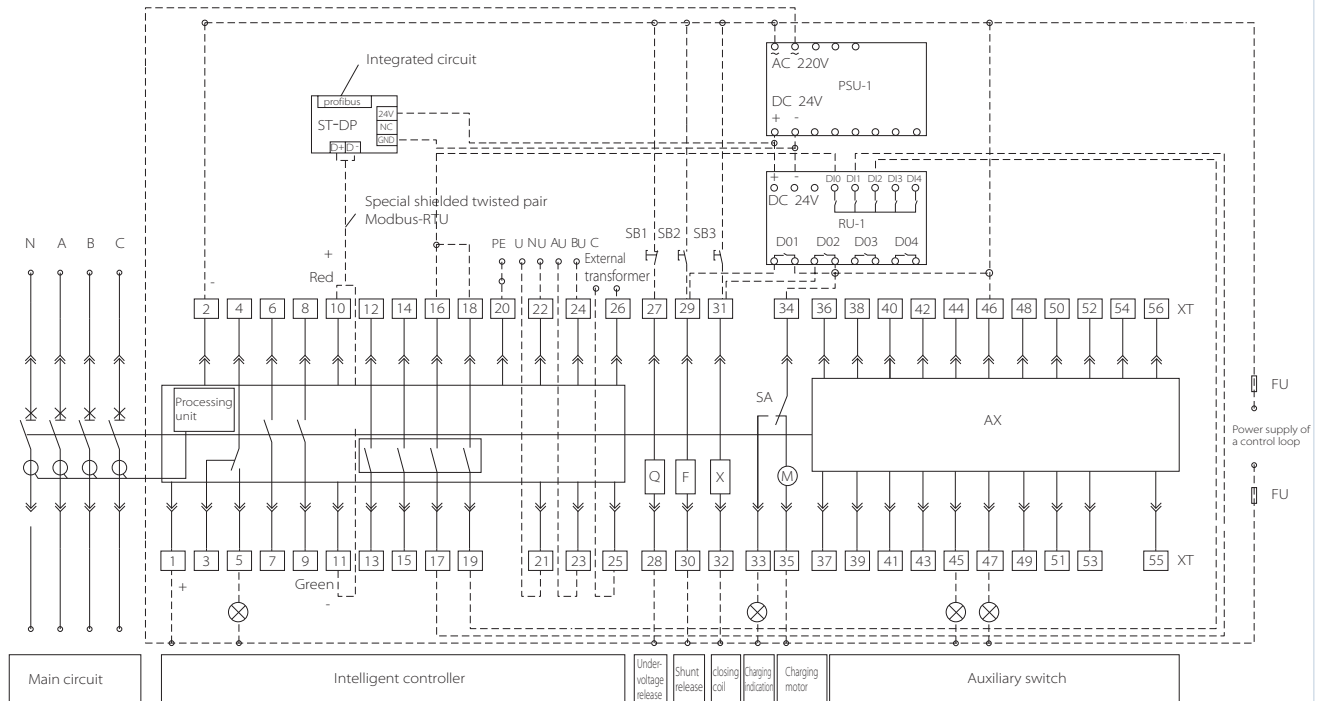 Integrated circuit
AC 220V
PSU-1
DC 24V
+ -
profibus
ST-DP
24V
NC
GND
D+ D-
+ - DI0 DI1 DI2 DI3 DI4
DC 24V
RU-1
D01 D02 D03 D04
Special shielded twisted pair
Modbus-RTU
N A B C
+
Red
-
PE U N U A U B U C
External
transformer
SB1 SB2 SB3
2 4 6 8 10 12 14 16 18 20 22 24 26 27 29 31 34 36 38 40 42 44 46 48 50 52 54 56 XT
Processing
unit
SA
AX
FU
Power supply of
a control loop
FU
Q F X M
1 3 5 7 9 11 13 15 17 19 21 23 25 28 30 32 33 35 37 39 41 43 45 47 49 51 53 55 XT
+
Green
-
Main circuit
Intelligent controller
Under-
voltage
release
Shunt
release
closing
coil
Charging
indication
Charging
motor
Auxiliary switch